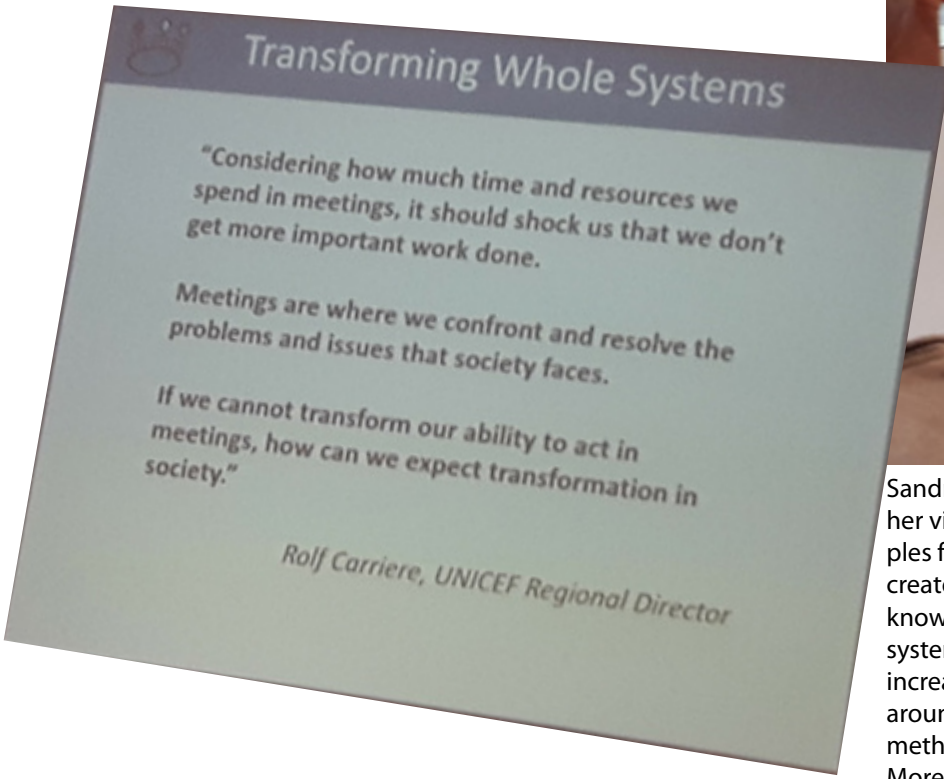 Transforming Whole Systems
“Considering how much time and resources we
spend in meetings, it should shock us that we don’t
get more important work done.
Meetings are where we confront and resolve the
problems and issues that society faces.
If we cannot transform our ability to act in
meetings, how can we expect transformation in
society.”
Rolf Carriere, UNICEF Regional Director
Sand
her vi
ples f
create
know
system
increa
aroun
meth
More